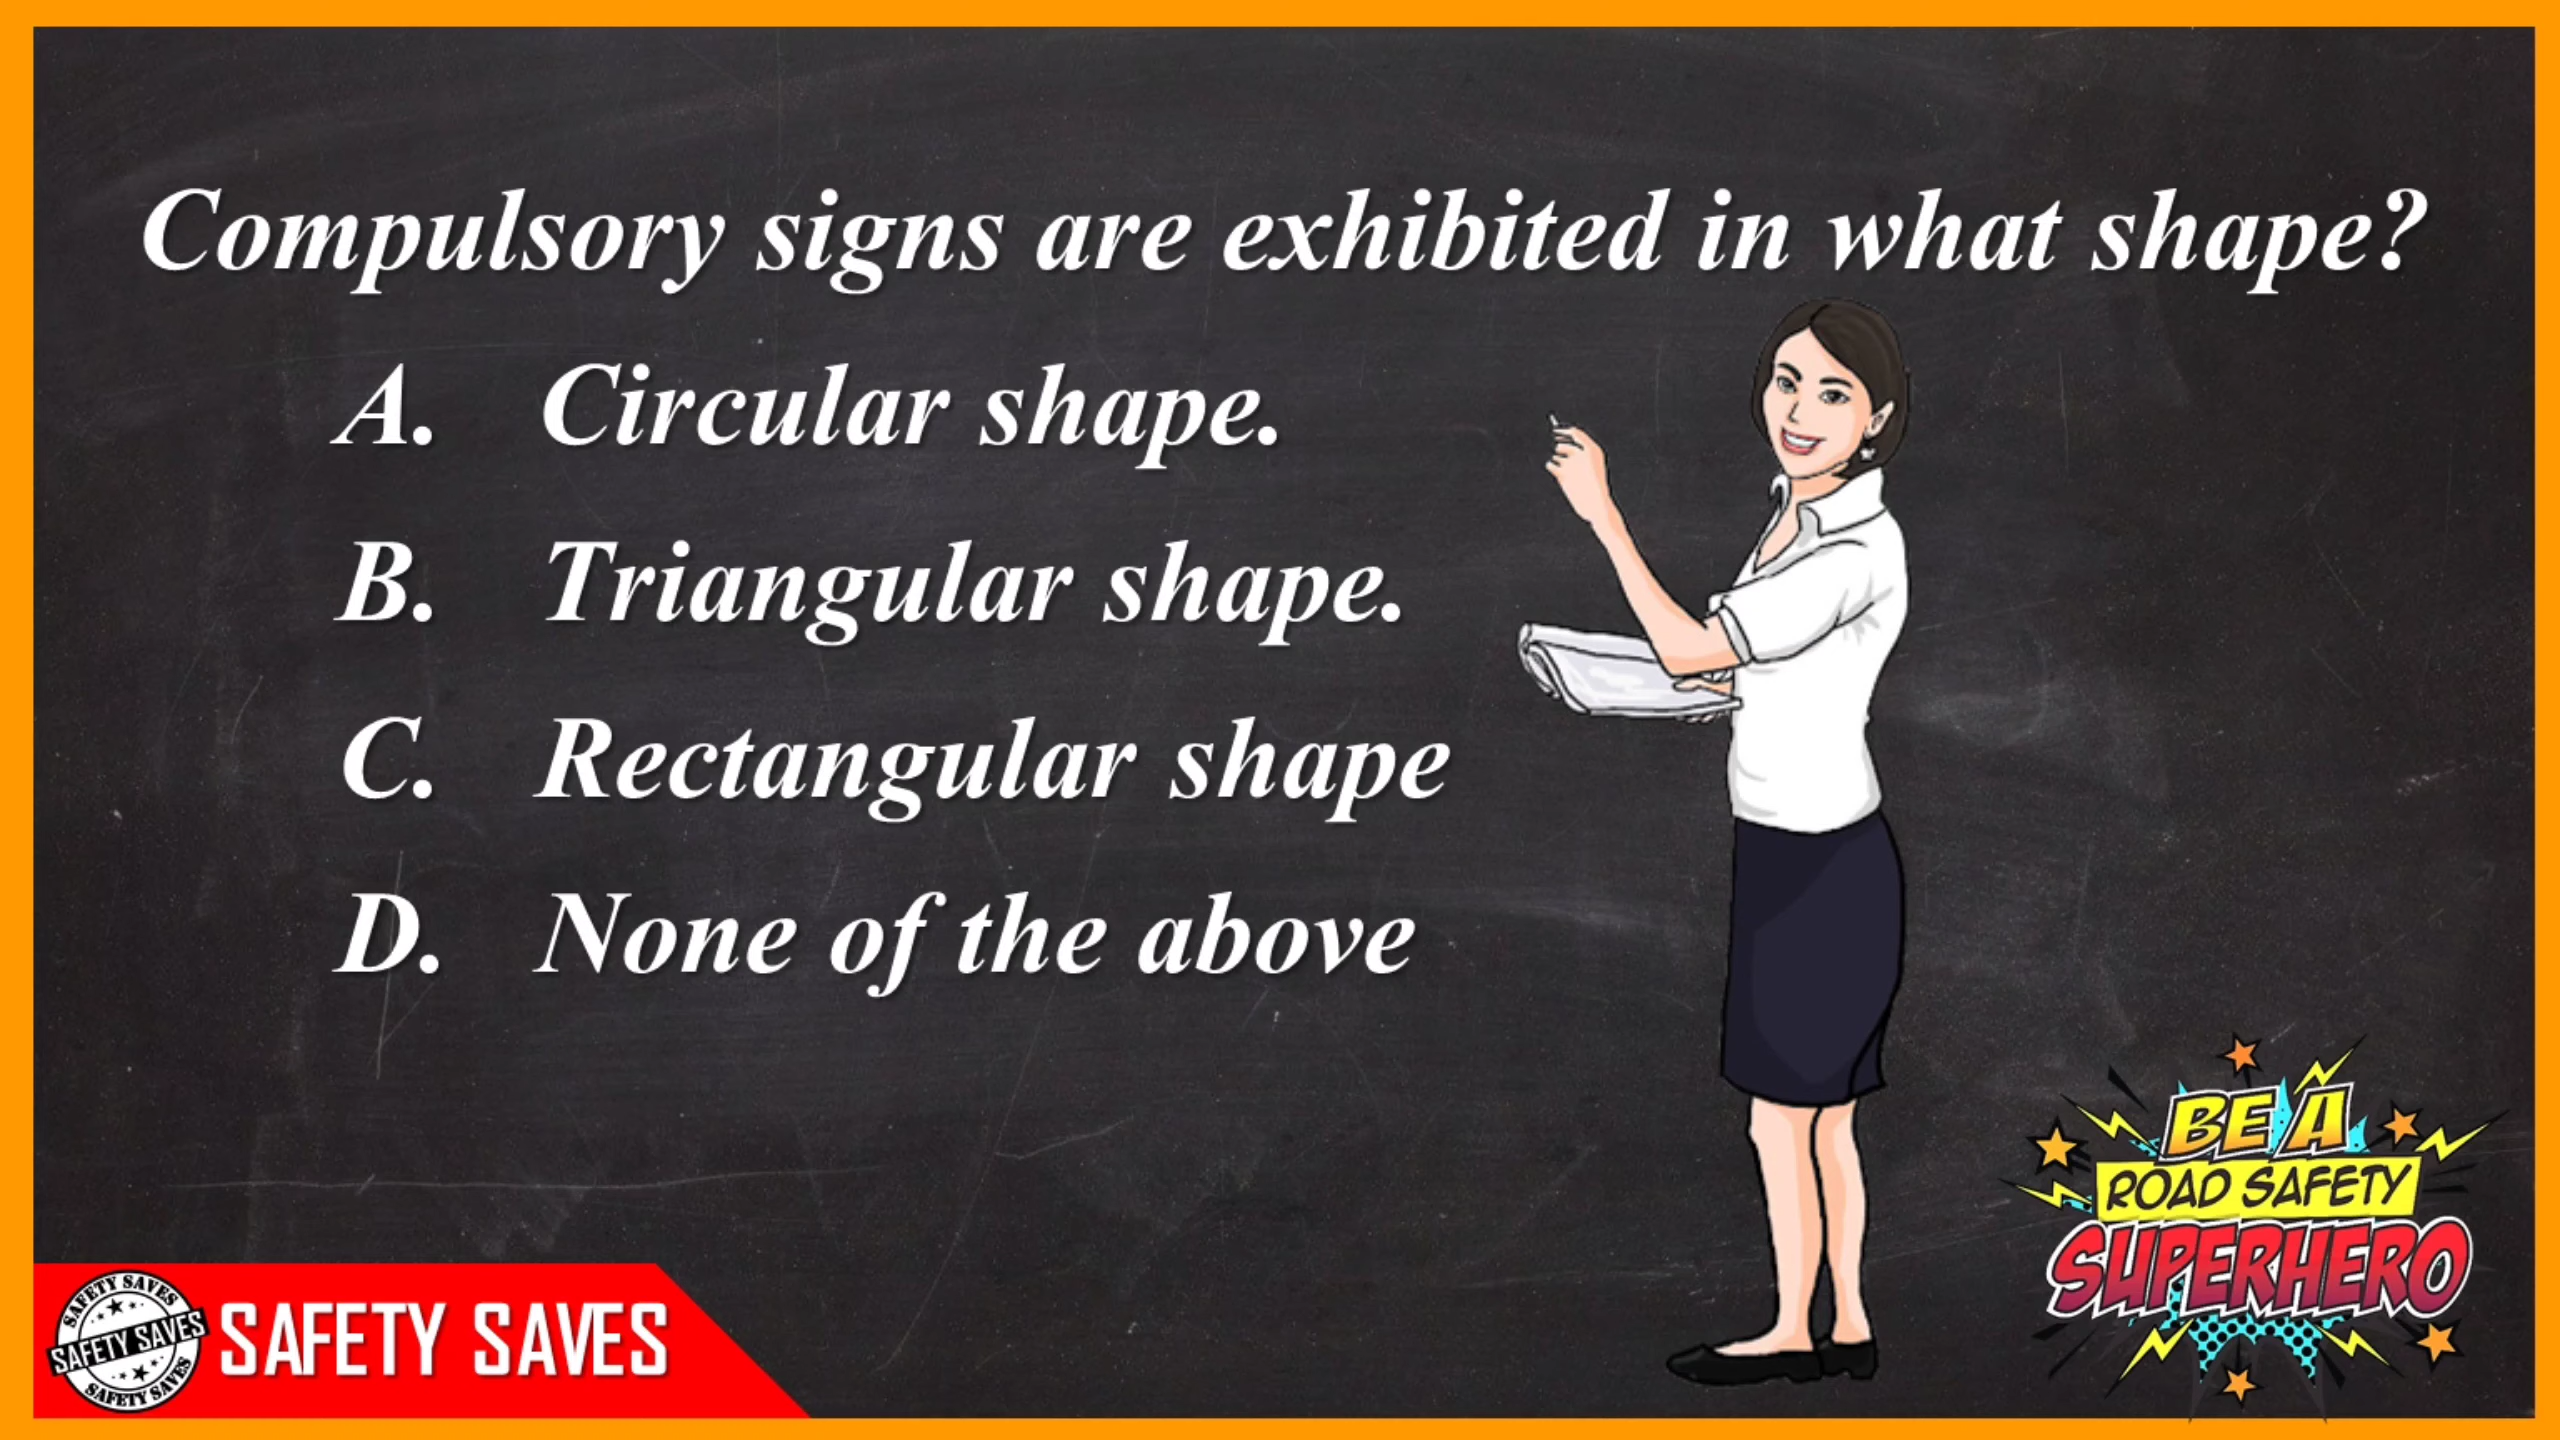 Compulsory signs are exhibited in what shape?
A. Circular shape.
B. Triangular shape.
C. Rectangular shape
D. None of the above
BE A
ROAD SAFETY
SUPERHERO
SAFETY SAVES
SAFETY SAVES
SAFETY SAVES
SAFETY SAVES